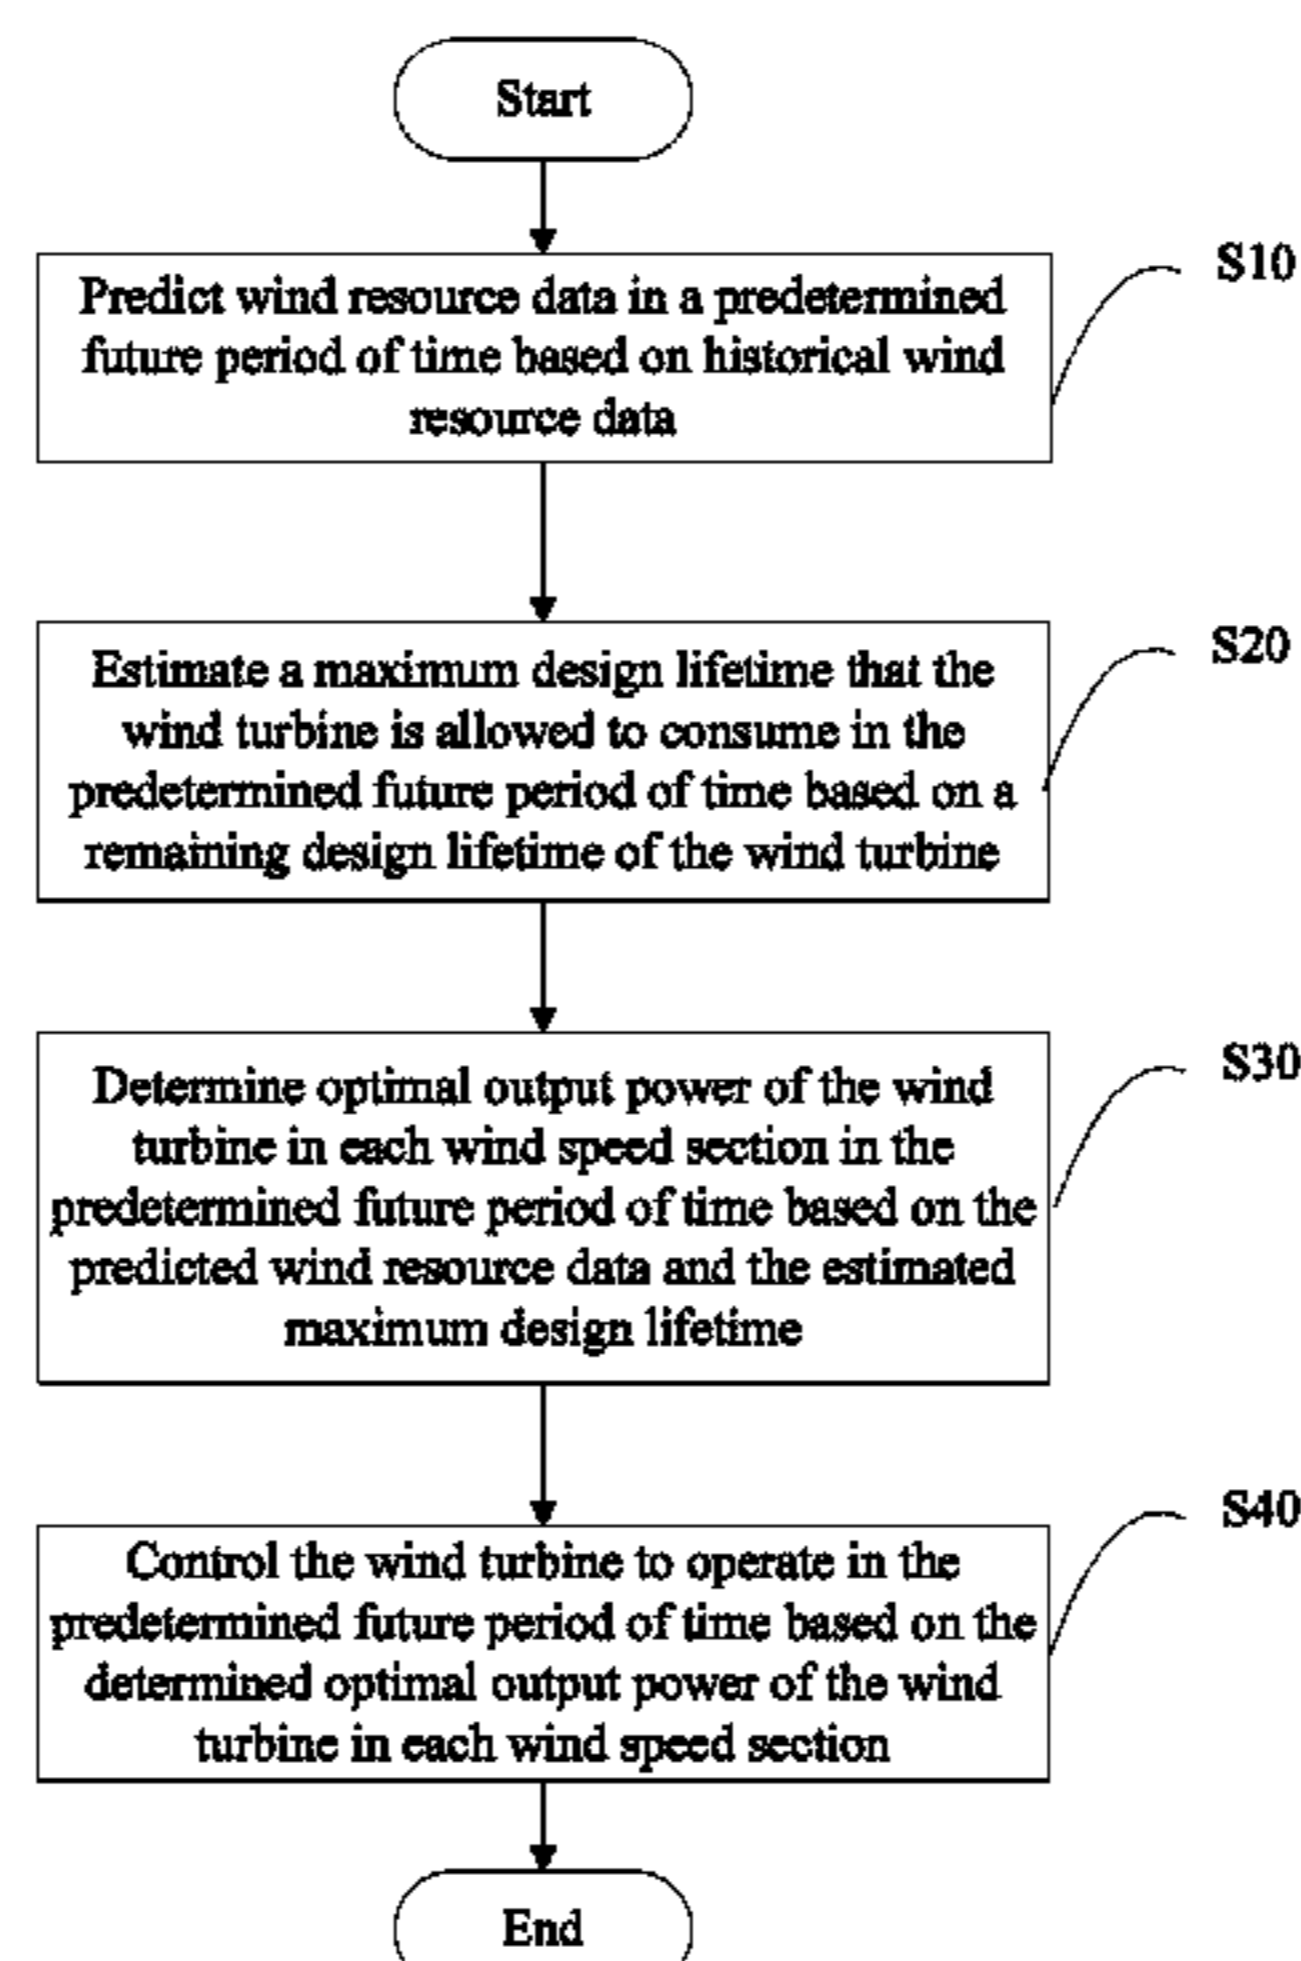 Start
S10
Predict wind resource data in a predetermined
future period of time based on historical wind
resource data
S20
Estimate a maximum design lifetime that the
wind turbine is allowed to consume in the
predetermined future period of time based on a
remaining design lifetime of the wind turbine
S30
Determine optimal output power of the wind
turbine in each wind speed section in the
predetermined future period of time based on the
predicted wind resource data and the estimated
maximum design lifetime
S40
Control the wind turbine to operate in the
predetermined future period of time based on the
determined optimal output power of the wind
turbine in each wind speed section
End